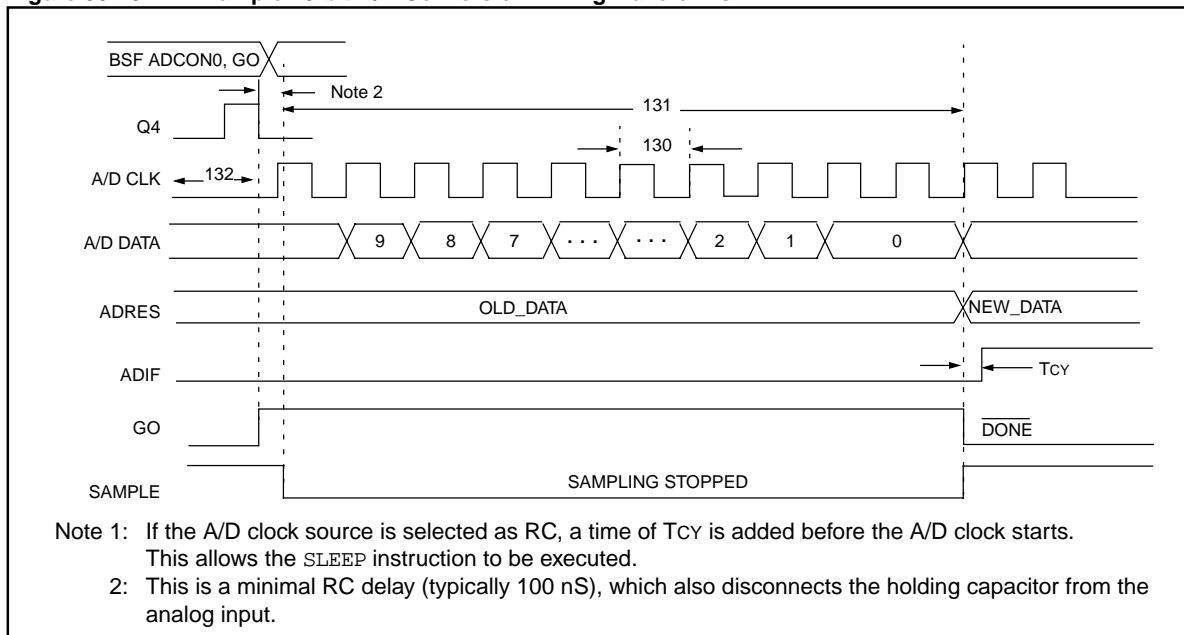 BSF ADCON0, GO
Note 2
131
Q4
130
A/D CLK
132
A/D DATA
9 8 7 . . . . . . 2 1 0
ADRES
OLD_DATA
NEW_DATA
ADIF
TCY
GO
DONE
SAMPLE
SAMPLING STOPPED
Note 1: If the A/D clock source is selected as RC, a time of TCY is added before the A/D clock starts.
This allows the SLEEP instruction to be executed.
2: This is a minimal RC delay (typically 100 nS), which also disconnects the holding capacitor from the
analog input.